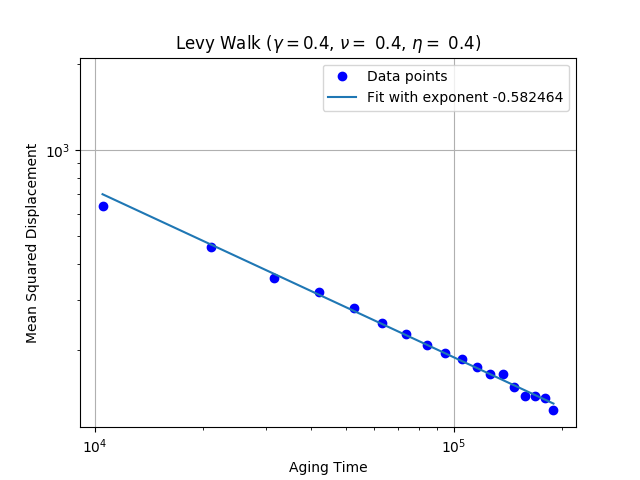 Levy Walk (γ = 0.4, ν = 0.4, η = 0.4)
Data points
Fit with exponent -0.582464
Mean Squared Displacement
10³
10⁴
10⁵
Aging Time